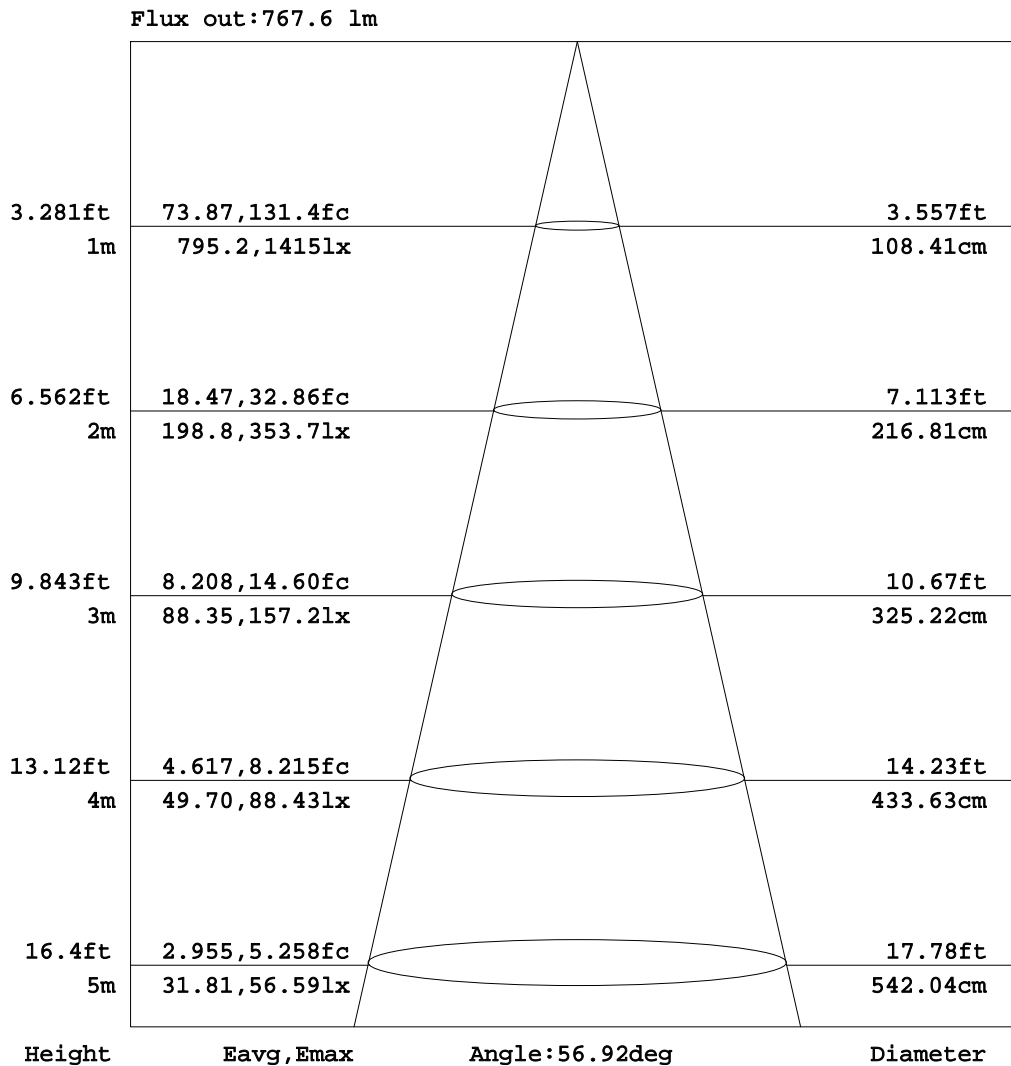 Flux out:767.6 lm
3.281ft 73.87,131.4fc 3.557ft
1m 795.2,1415lx 108.41cm
6.562ft 18.47,32.86fc 7.113ft
2m 198.8,353.7lx 216.81cm
9.843ft 8.208,14.60fc 10.67ft
3m 88.35,157.2lx 325.22cm
13.12ft 4.617,8.215fc 14.23ft
4m 49.70,88.43lx 433.63cm
16.4ft 2.955,5.258fc 17.78ft
5m 31.81,56.59lx 542.04cm
Height Eavg,Emax Angle:56.92deg Diameter